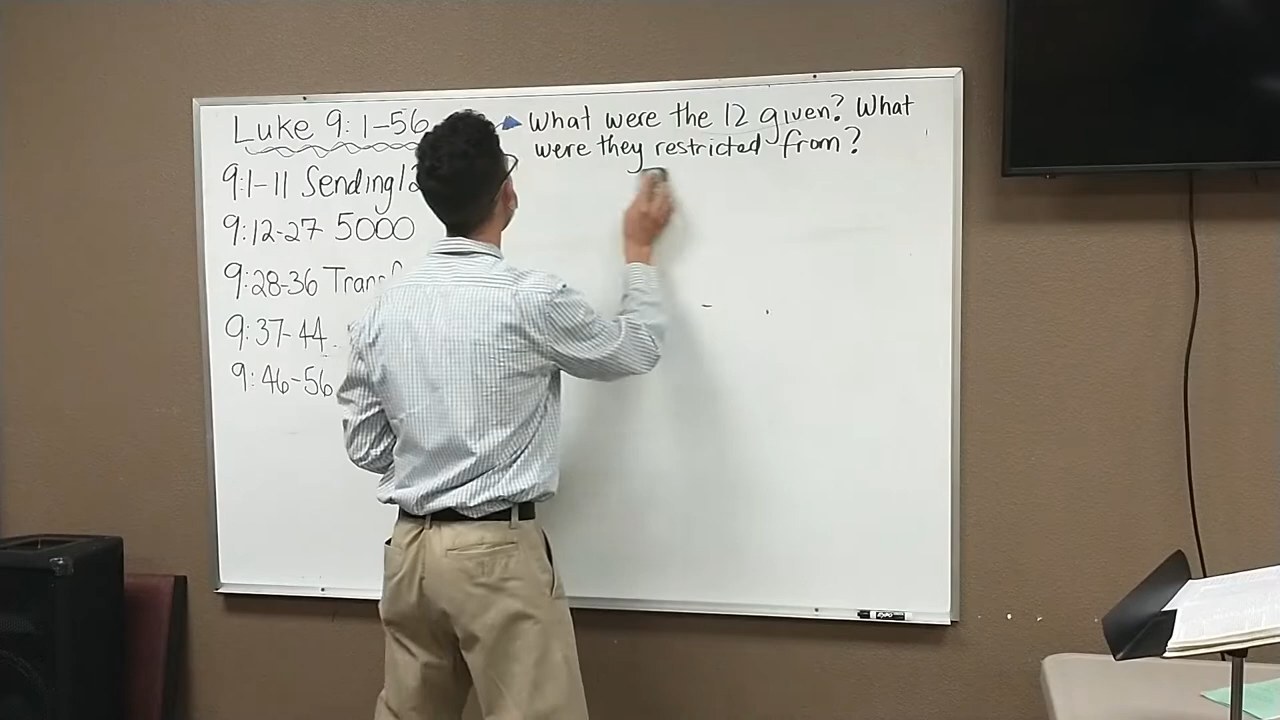 Luke 9:1-56
9:1-11 Sending
9:12-27 5000
9:28-36
9:37-44
9:46-56
What were the 12 given? What
were they restricted from?